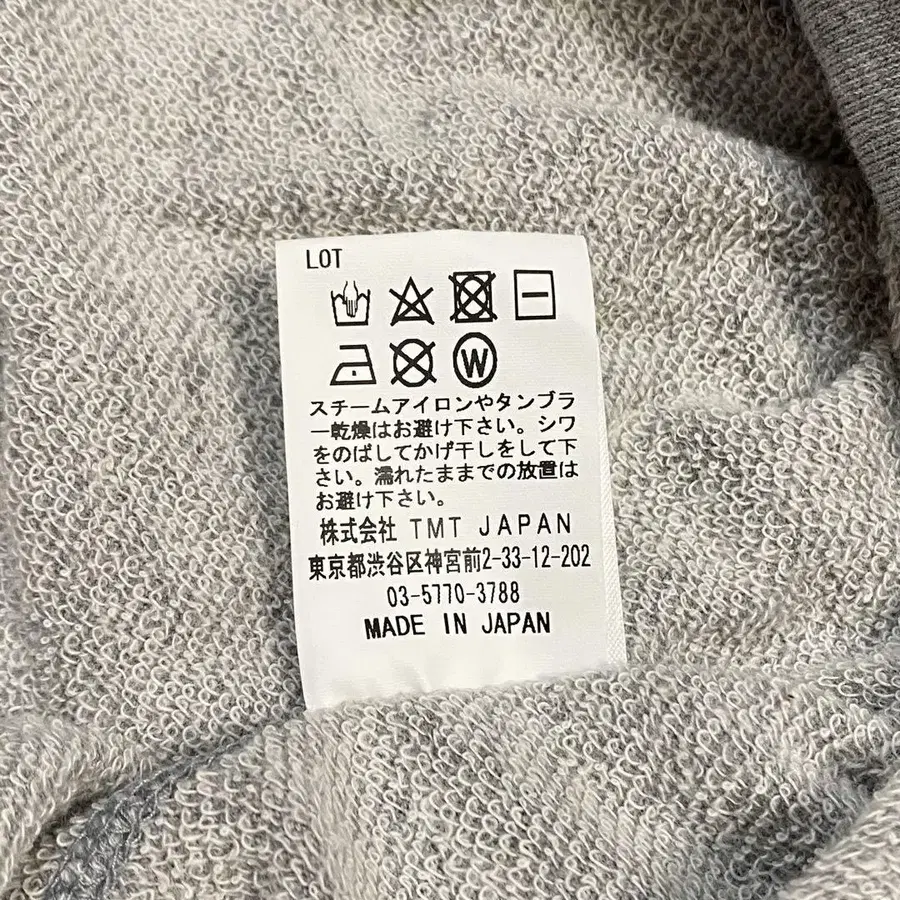 LOT
W
スチームアイロンやタンブラ
ー乾燥はお避け下さい。シワ
をのばしてかげ干しをして下
さい。濡れたままでの放置は
お避け下さい。
株式会社 TMT JAPAN
東京都渋谷区神宮前2-33-12-202
03-5770-3788
MADE IN JAPAN